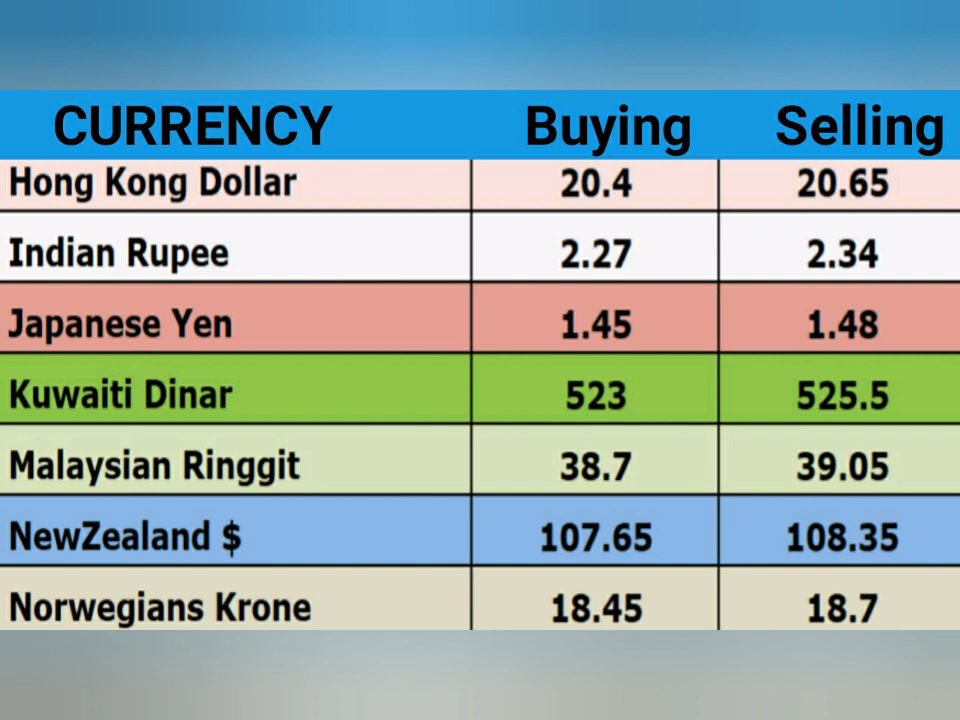 CURRENCY Buying Selling
Hong Kong Dollar 20.4 20.65
Indian Rupee 2.27 2.34
Japanese Yen 1.45 1.48
Kuwaiti Dinar 523 525.5
Malaysian Ringgit 38.7 39.05
NewZealand $ 107.65 108.35
Norwegians Krone 18.45 18.7